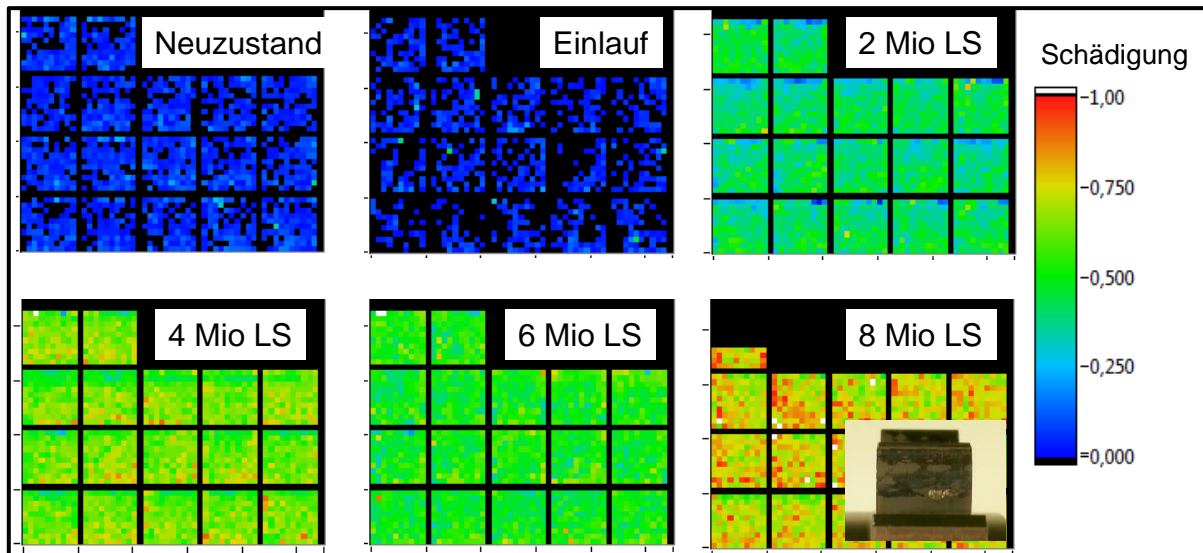 Neuzustand
Einlauf
2 Mio LS
4 Mio LS
6 Mio LS
8 Mio LS
Schädigung
1,00
0,750
0,500
0,250
0,000